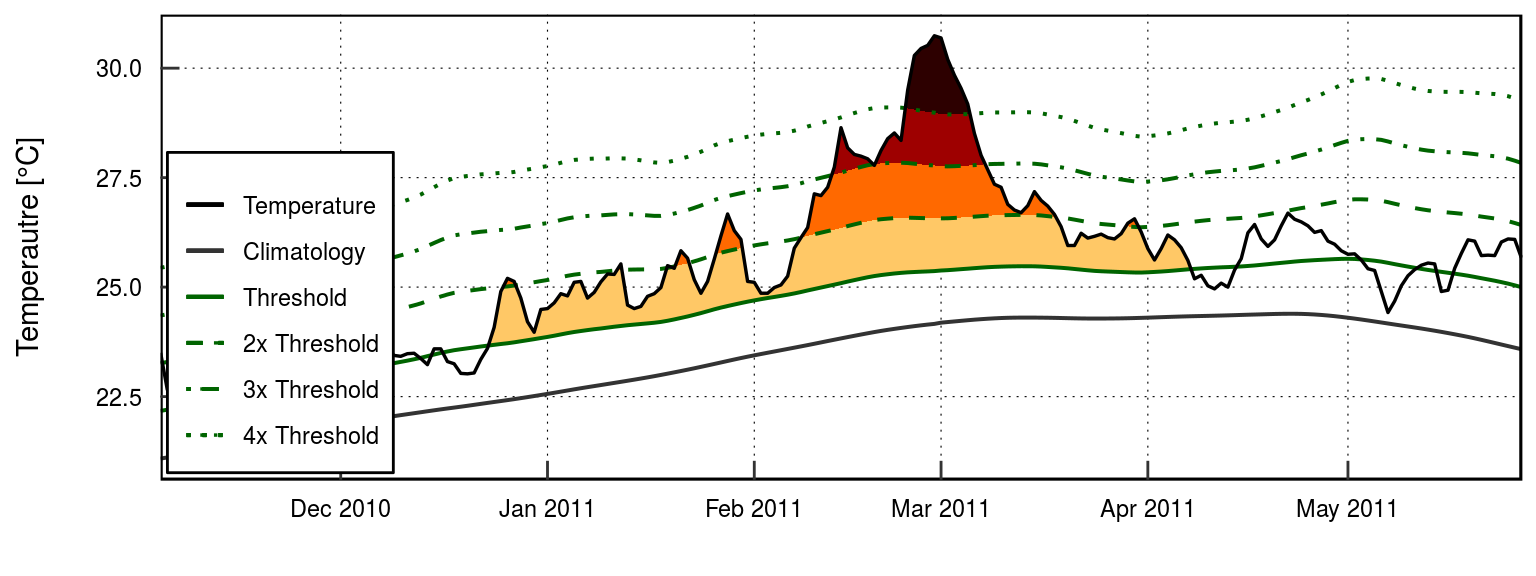 Temperautre [°C]
30.0
27.5
25.0
22.5
Temperature
Climatology
Threshold
2x Threshold
3x Threshold
4x Threshold
Dec 2010
Jan 2011
Feb 2011
Mar 2011
Apr 2011
May 2011